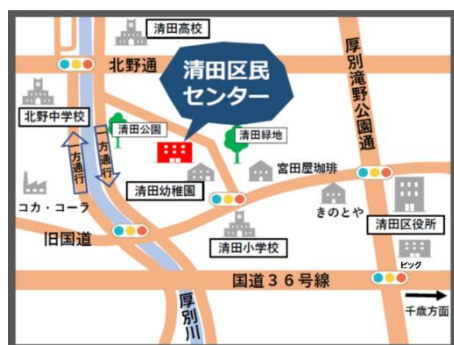 清田高校
北野通
清田区民
センター
厚別滝野公園通
北野中学校
清田公園
清田緑地
一方通行
一方通行
宮田屋珈琲
清田幼稚園
コカ・コーラ
きのとや
清田区役所
旧国道
清田小学校
ビッグ
国道36号線
厚別川
千歳方面